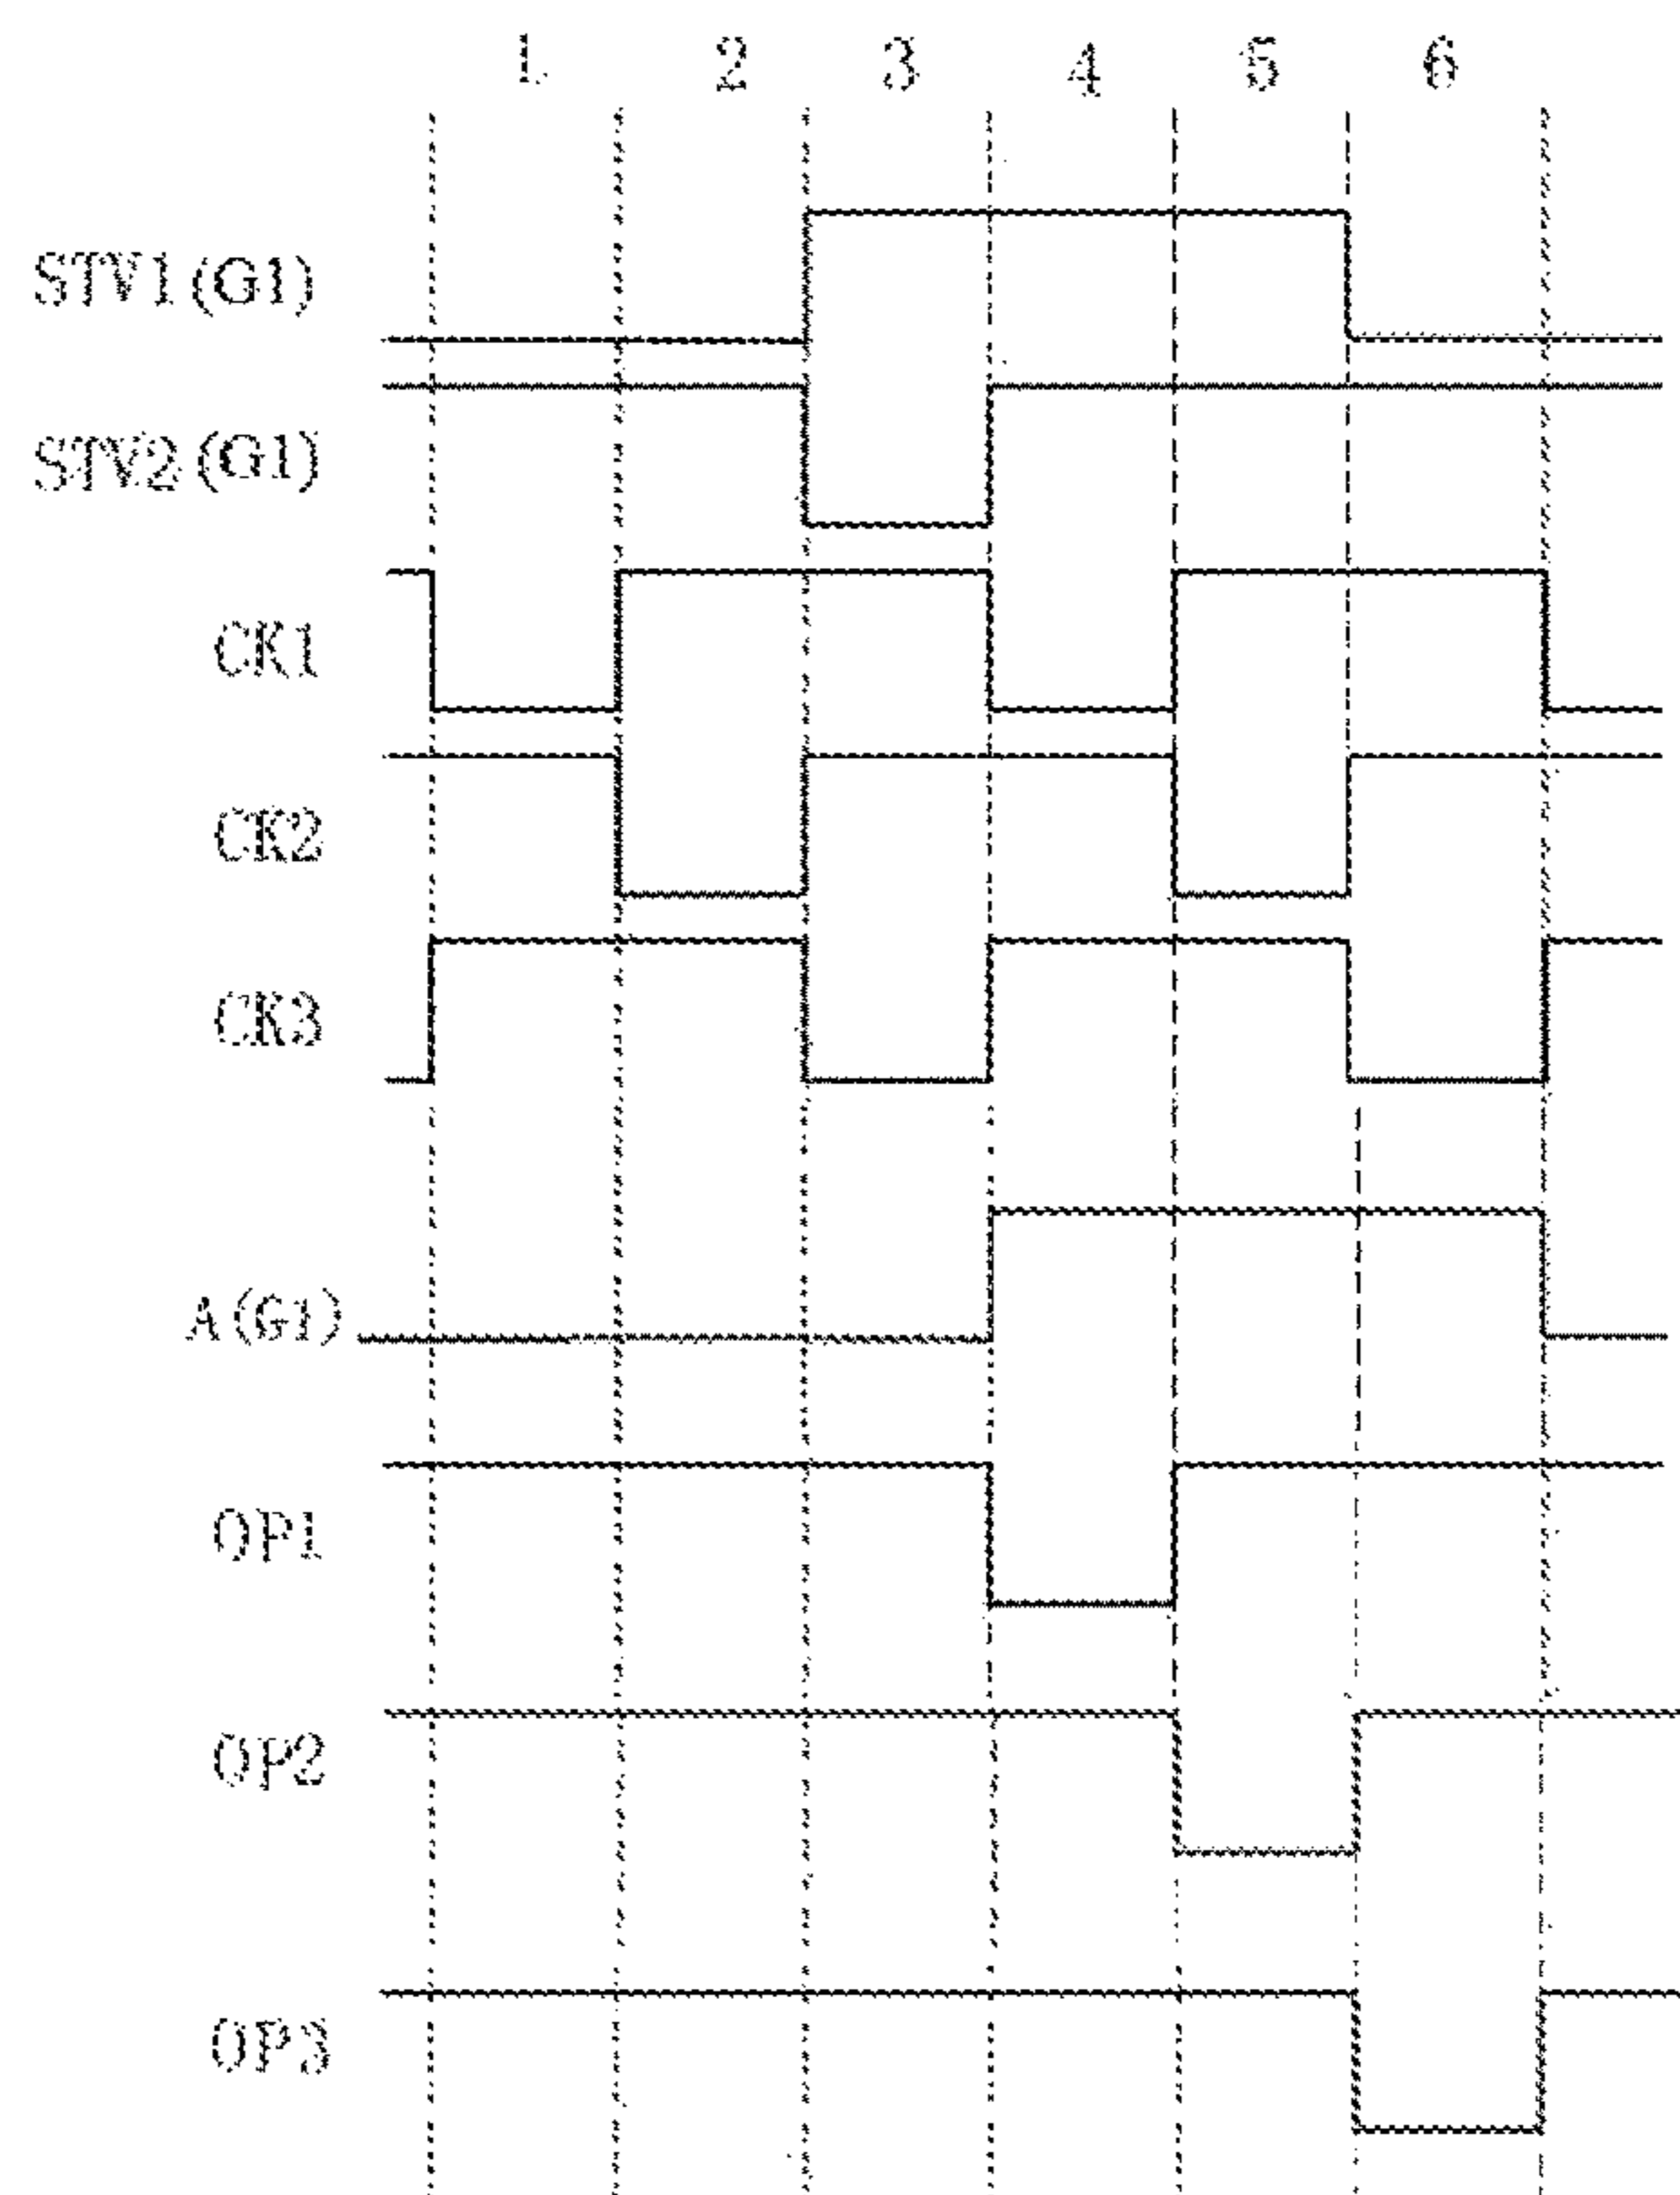 1 2 3 4 5 6
STV1(G1)
STV2(G1)
CK1
CK2
CK3
A(G1)
OP1
OP2
OP3